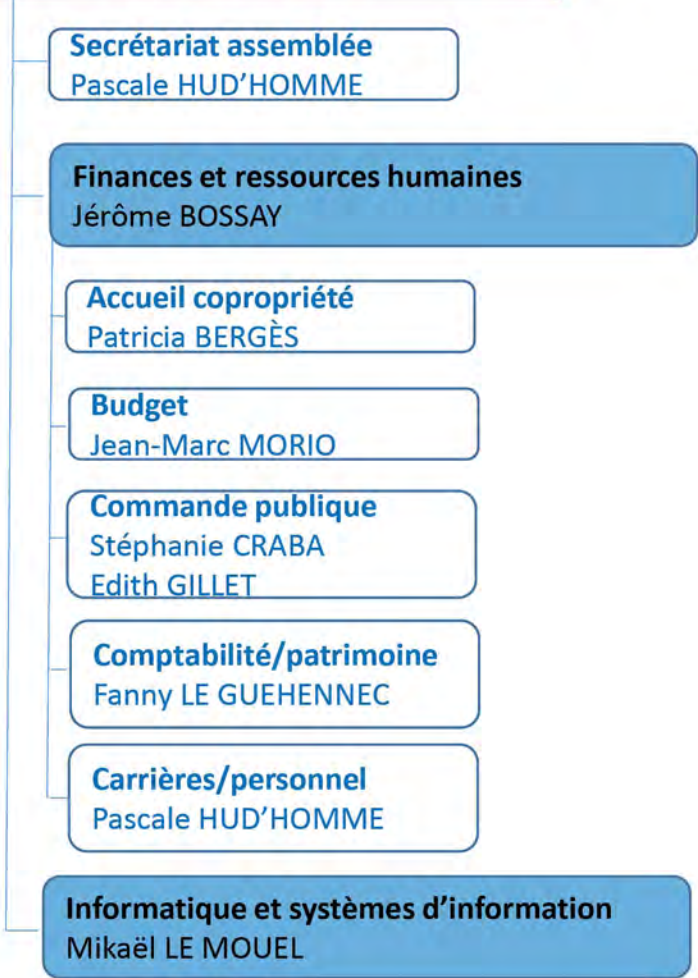 Secrétariat assemblée
Pascale HUD'HOMME
Finances et ressources humaines
Jérôme BOSSAY
Accueil copropriété
Patricia BERGÈS
Budget
Jean-Marc MORIO
Commande publique
Stéphanie CRABA
Edith GILLET
Comptabilité/patrimoine
Fanny LE GUEHENNEC
Carrières/personnel
Pascale HUD'HOMME
Informatique et systèmes d'information
Mikaël LE MOUEL